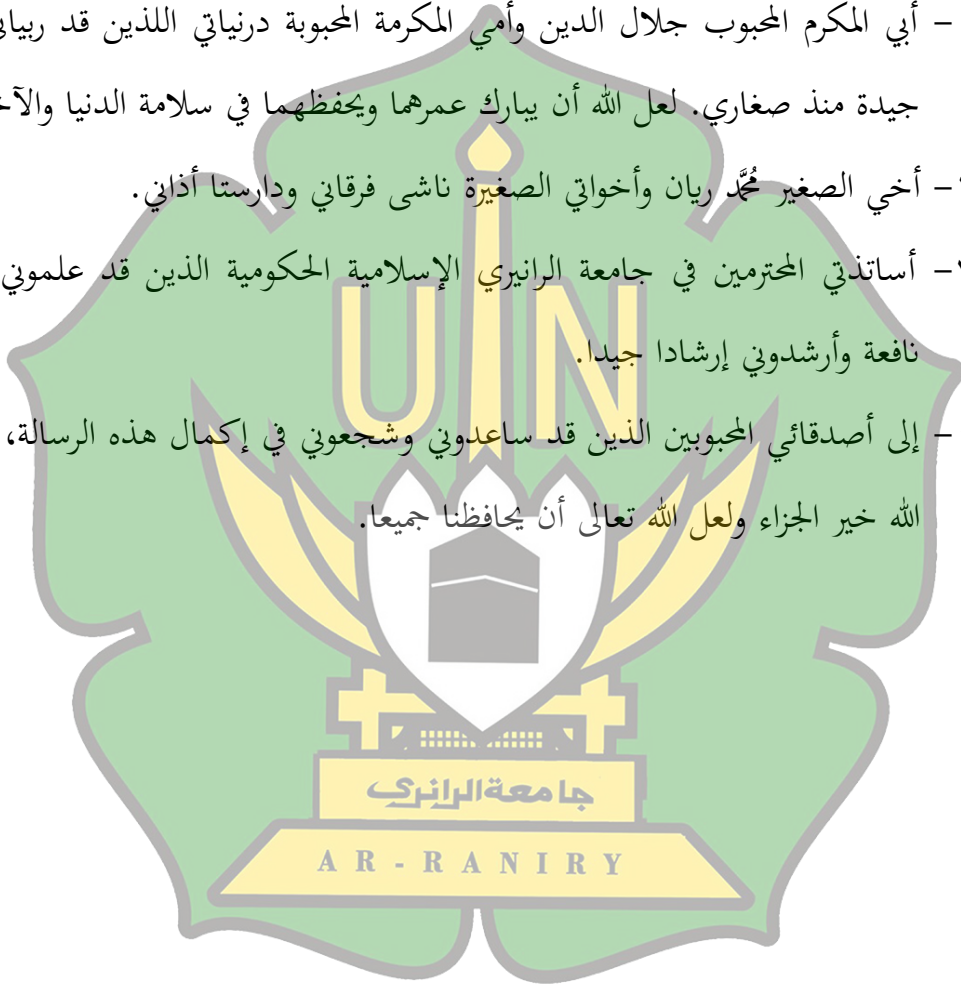 - أبي المكرم المحبوب جلال الدين وأمي المكرمة المحبوبة درنياتي اللذين قد
جيدة منذ صغاري. لعل الله أن يبارك عمرهما ويحفظهما في سلامة الدنيا
- أخي الصغير محمّد ريان وأخواتي الصغيرة ناشى فرقاني ودارستا أذاني.
- أساتذتي المحترمين في جامعة الرانيري الإسلامية الحكومية الذين قد علموني
نافعة وأرشدوني إرشادا جيدا.
- إلى أصدقائي المحبوبين الذين قد ساعدوني وشجعوني في إكمال هذه الرسالة،
الله خير الجزاء ولعل الله تعالى أن يحافظنا جميعا.
UIN
جامعة الرانري
AR-RANIRY